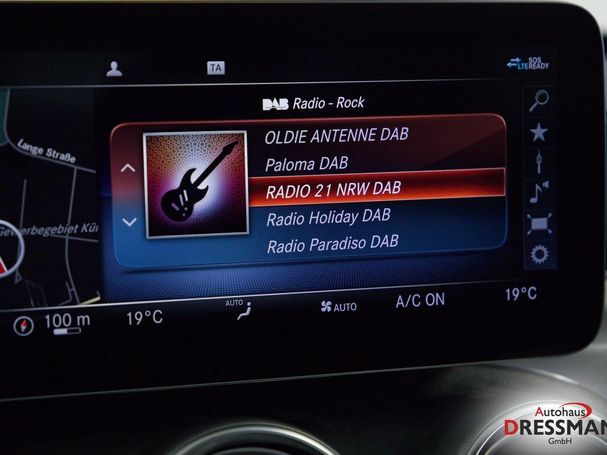 TA
SOS
LTE READY
DAB Radio - Rock
Lange Straße
OLDIE ANTENNE DAB
Paloma DAB
RADIO 21 NRW DAB
Radio Holiday DAB
Radio Paradiso DAB
Gewerbegebiet Kür
100 m
19°C
AUTO
AUTO
A/C ON
19°C
Autohaus
DRESSMAN
GmbH